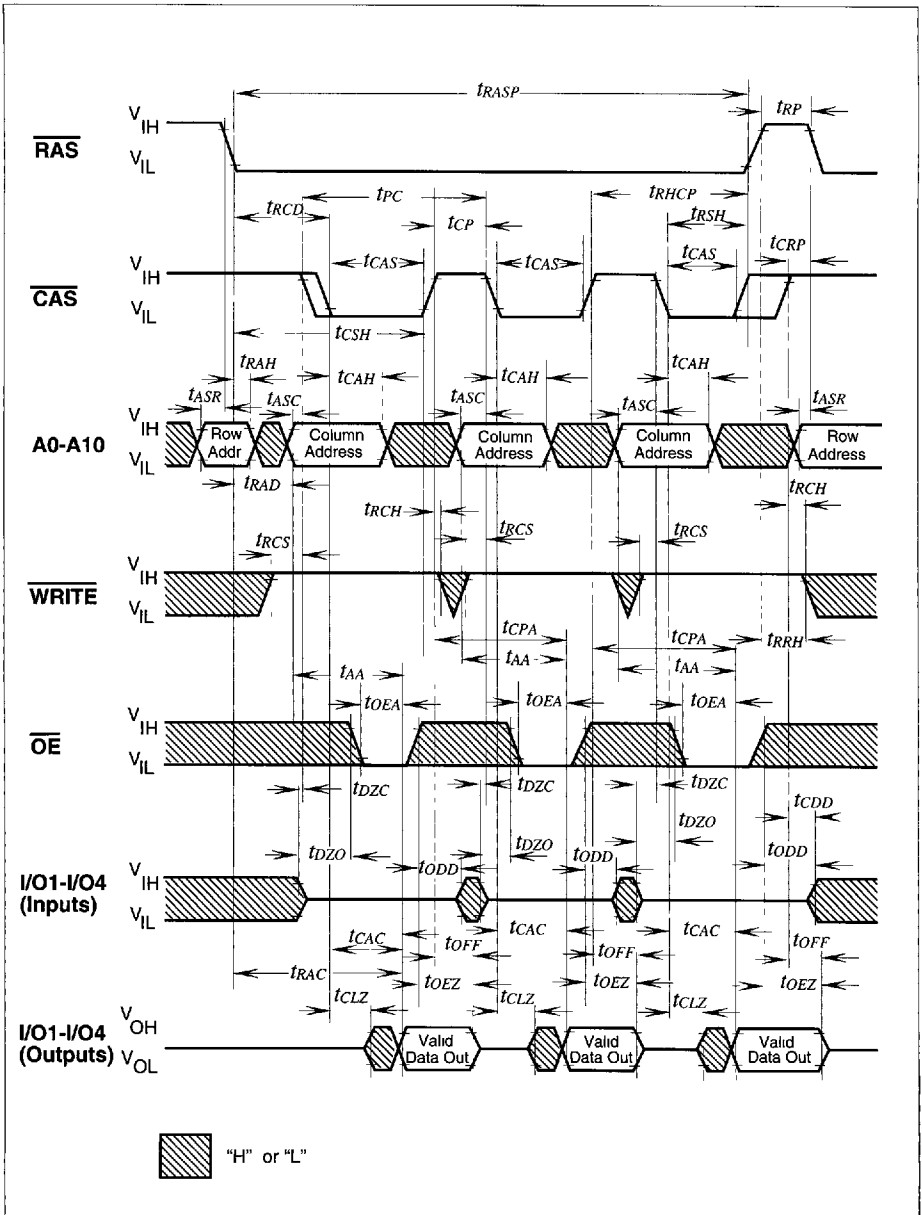 tRASP
tRP
VIH
RAS
VIL
tPC
tRHCP
tRCD
tCP
tRSH
tCRP
tCAS
tCAS
tCAS
VIH
CAS
VIL
tCSH
tRAH
tCAH
tCAH
tCAH
tASR
tASC
tASC
tASC
tASR
VIH
A0-A10
VIL
Row Addr
Column Address
Column Address
Column Address
Row Address
tRAD
tRCH
tRCH
tRCS
tRCS
tRCS
VIH
WRITE
VIL
tCPA
tCPA
tRRH
tAA
tAA
tAA
tOEA
tOEA
tOEA
VIH
OE
VIL
tDZC
tDZC
tDZC
tCDD
tDZO
tDZO
tDZO
tODD
tODD
tODD
I/O1-I/O4
(Inputs)
VIH
VIL
tCAC
tCAC
tCAC
tOFF
tOFF
tOFF
tRAC
tOEZ
tOEZ
tOEZ
tCLZ
tCLZ
tCLZ
I/O1-I/O4
(Outputs)
VOH
VOL
Valid
Data Out
Valid
Data Out
Valid
Data Out
"H" or "L"